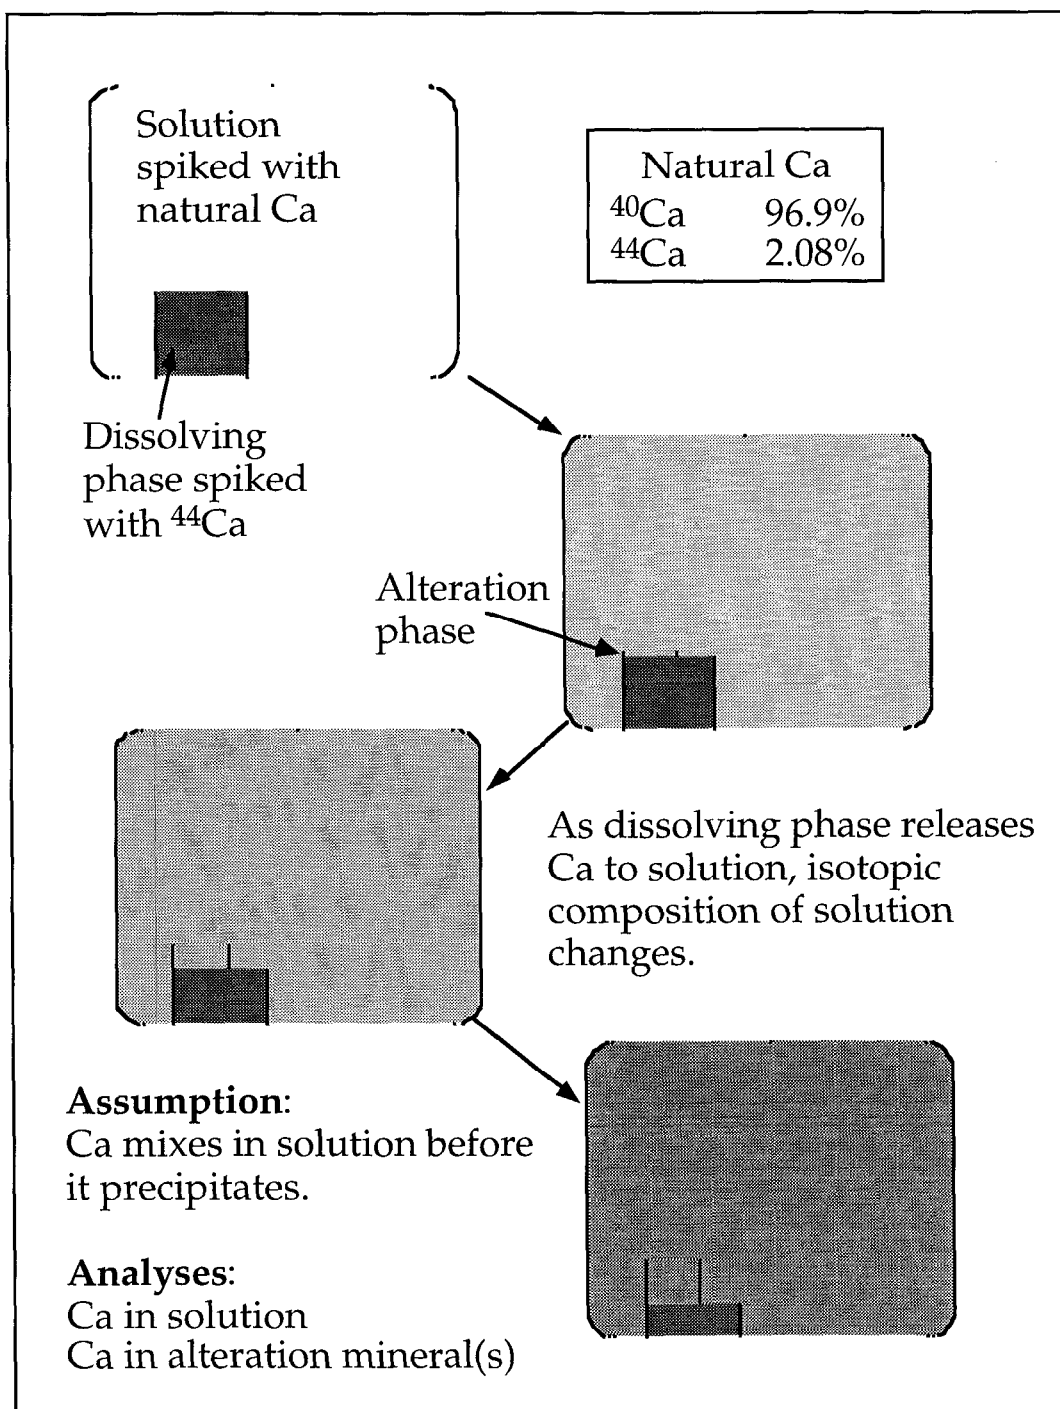 Solution
spiked with
natural Ca
Natural Ca
⁴⁰Ca 96.9%
⁴⁴Ca 2.08%
Dissolving
phase spiked
with ⁴⁴Ca
Alteration
phase
As dissolving phase releases
Ca to solution, isotopic
composition of solution
changes.
Assumption:
Ca mixes in solution before
it precipitates.
Analyses:
Ca in solution
Ca in alteration mineral(s)